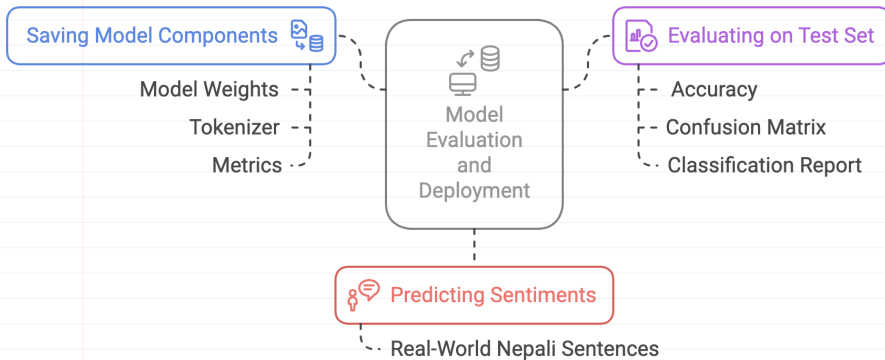 Saving Model Components
Model Weights
Tokenizer
Metrics
Model
Evaluation
and
Deployment
Evaluating on Test Set
Accuracy
Confusion Matrix
Classification Report
Predicting Sentiments
Real-World Nepali Sentences